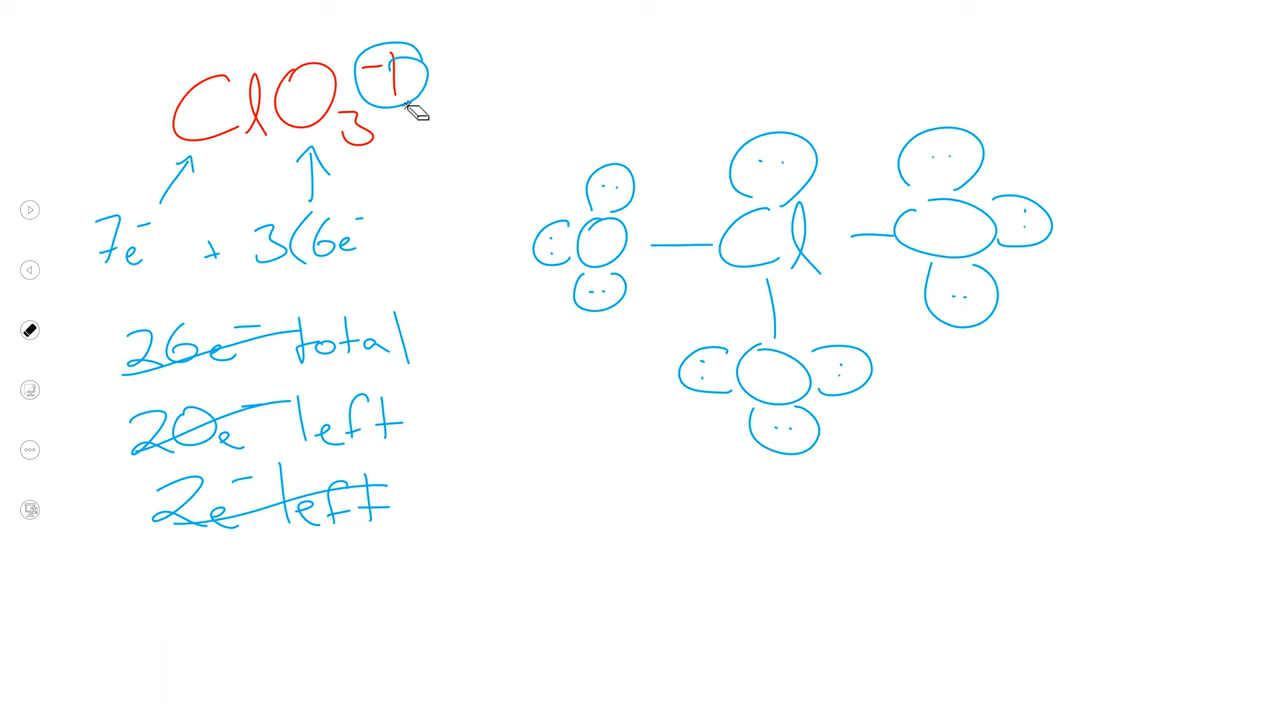 ClO₃⁻¹
7e⁻ + 3(6e⁻
26e⁻ total
20e⁻ left
2e⁻ left
O — Cl — O
O